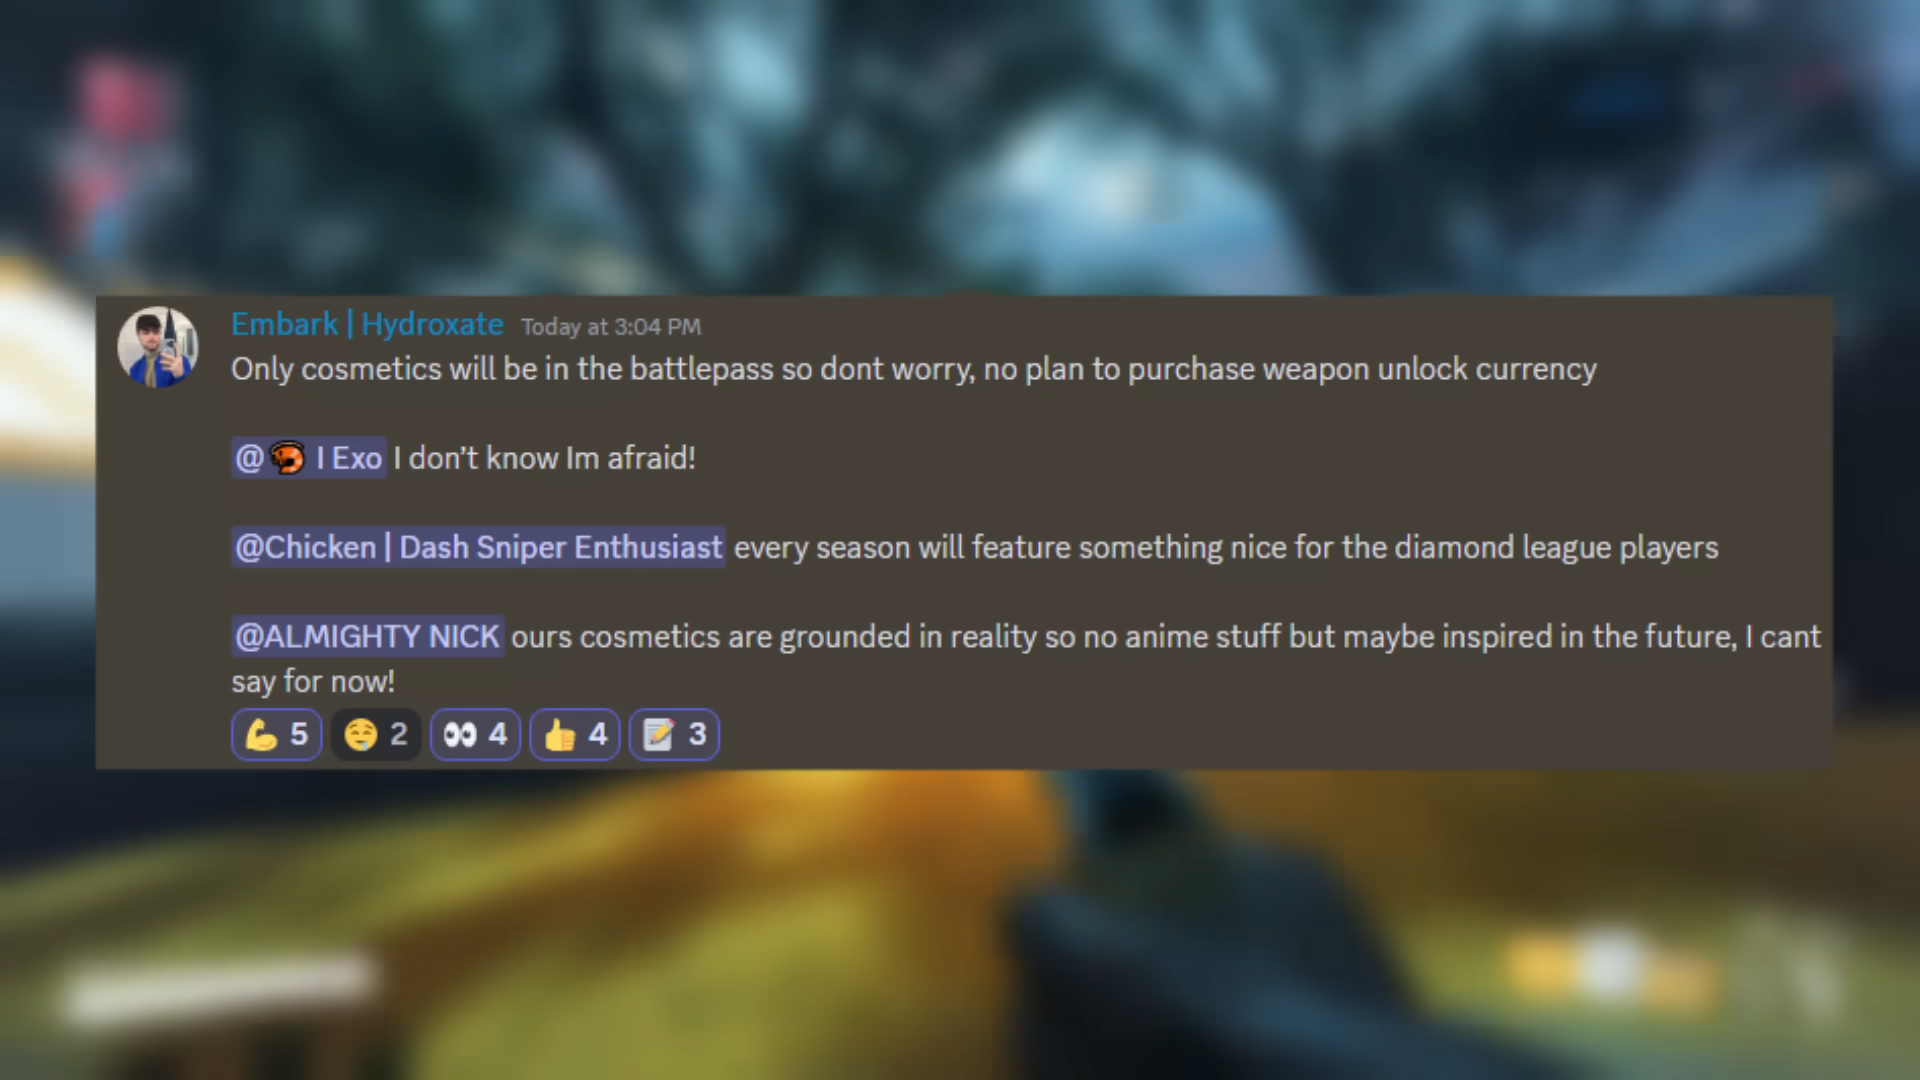 Embark | Hydroxate Today at 3:04 PM
Only cosmetics will be in the battlepass so dont worry, no plan to purchase weapon unlock currency
@ I Exo I don’t know Im afraid!
@Chicken | Dash Sniper Enthusiast every season will feature something nice for the diamond league players
@ALMIGHTY NICK ours cosmetics are grounded in reality so no anime stuff but maybe inspired in the future, I cant
say for now!
5 2 4 4 3